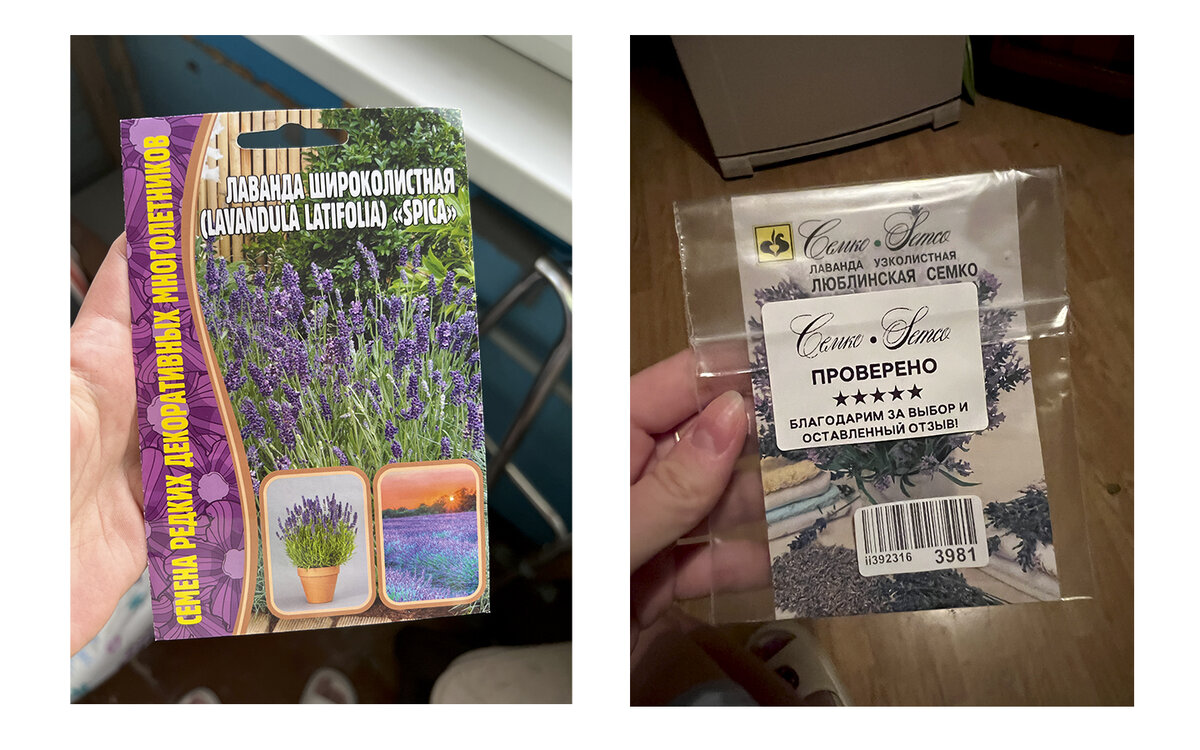 СЕМЕНА РЕДКИХ ДЕКОРАТИВНЫХ МНОГОЛЕТНИКОВ
ЛАВАНДА ШИРОКОЛИСТНАЯ
(LAVANDULA LATIFOLIA) «SPICA»
Семко • Semco
ЛАВАНДА УЗКОЛИСТНАЯ
ЛЮБЛИНСКАЯ СЕМКО
Семко • Semco
ПРОВЕРЕНО
★★★★★
БЛАГОДАРИМ ЗА ВЫБОР И
ОСТАВЛЕННЫЙ ОТЗЫВ!
ii392316 3981